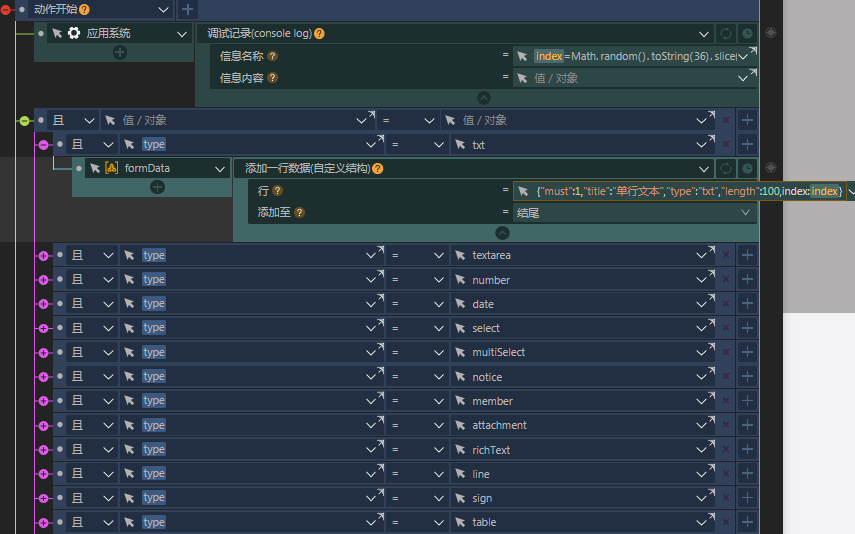 动作开始
应用系统 调试记录(console log)
信息名称 = index=Math.random().toString(36).slice(
信息内容 = 值 / 对象
且 值 / 对象 = 值 / 对象
且 type = txt
formData 添加一行数据(自定义结构)
行 = {"must":1,"title":"单行文本","type":"txt","length":100,index:index}
添加至 = 结尾
且 type = textarea
且 type = number
且 type = date
且 type = select
且 type = multiSelect
且 type = notice
且 type = member
且 type = attachment
且 type = richText
且 type = line
且 type = sign
且 type = table